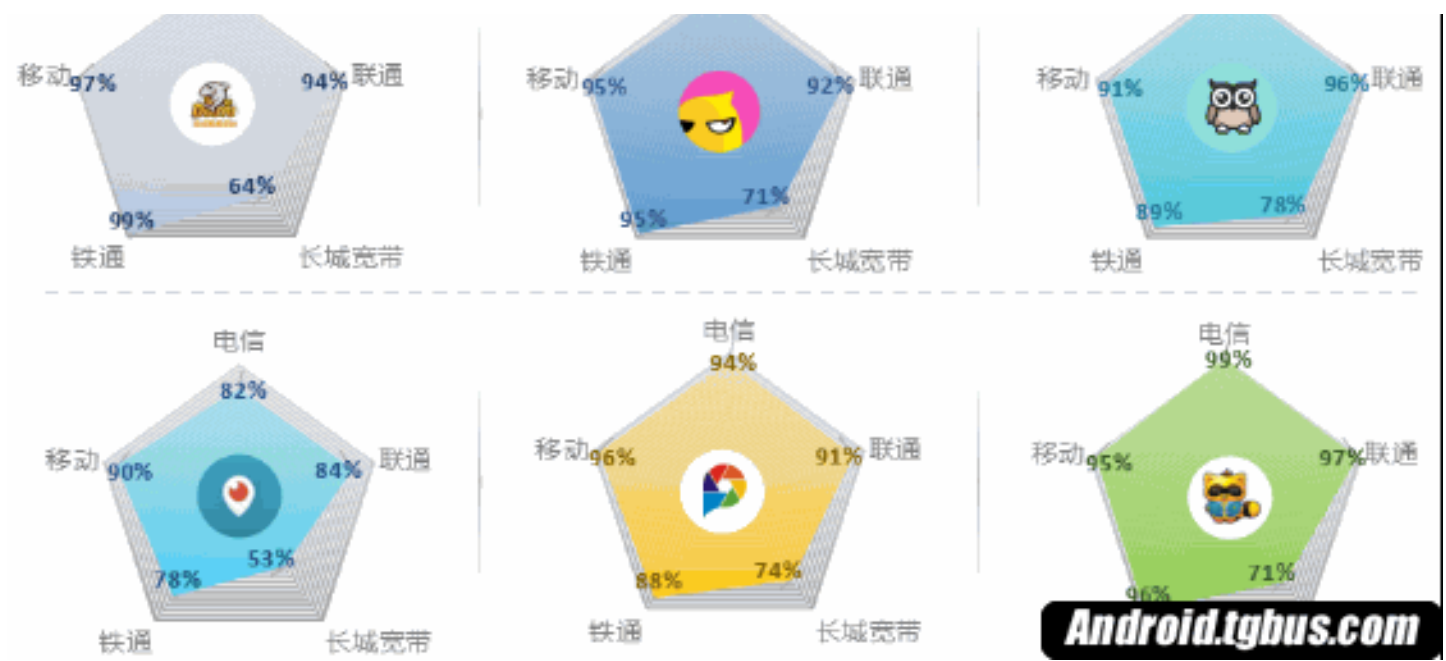 移动 97% 94% 联通
64%
99%
铁通 长城宽带
移动 95% 92% 联通
71%
95%
铁通 长城宽带
移动 91% 96% 联通
89% 78%
铁通 长城宽带
电信
82%
移动 90% 84% 联通
53%
78%
铁通 长城宽带
电信
94%
移动 96% 91% 联通
88% 74%
铁通 长城宽带
电信
99%
移动 95% 97% 联通
71%
96%
Android.tgbus.com